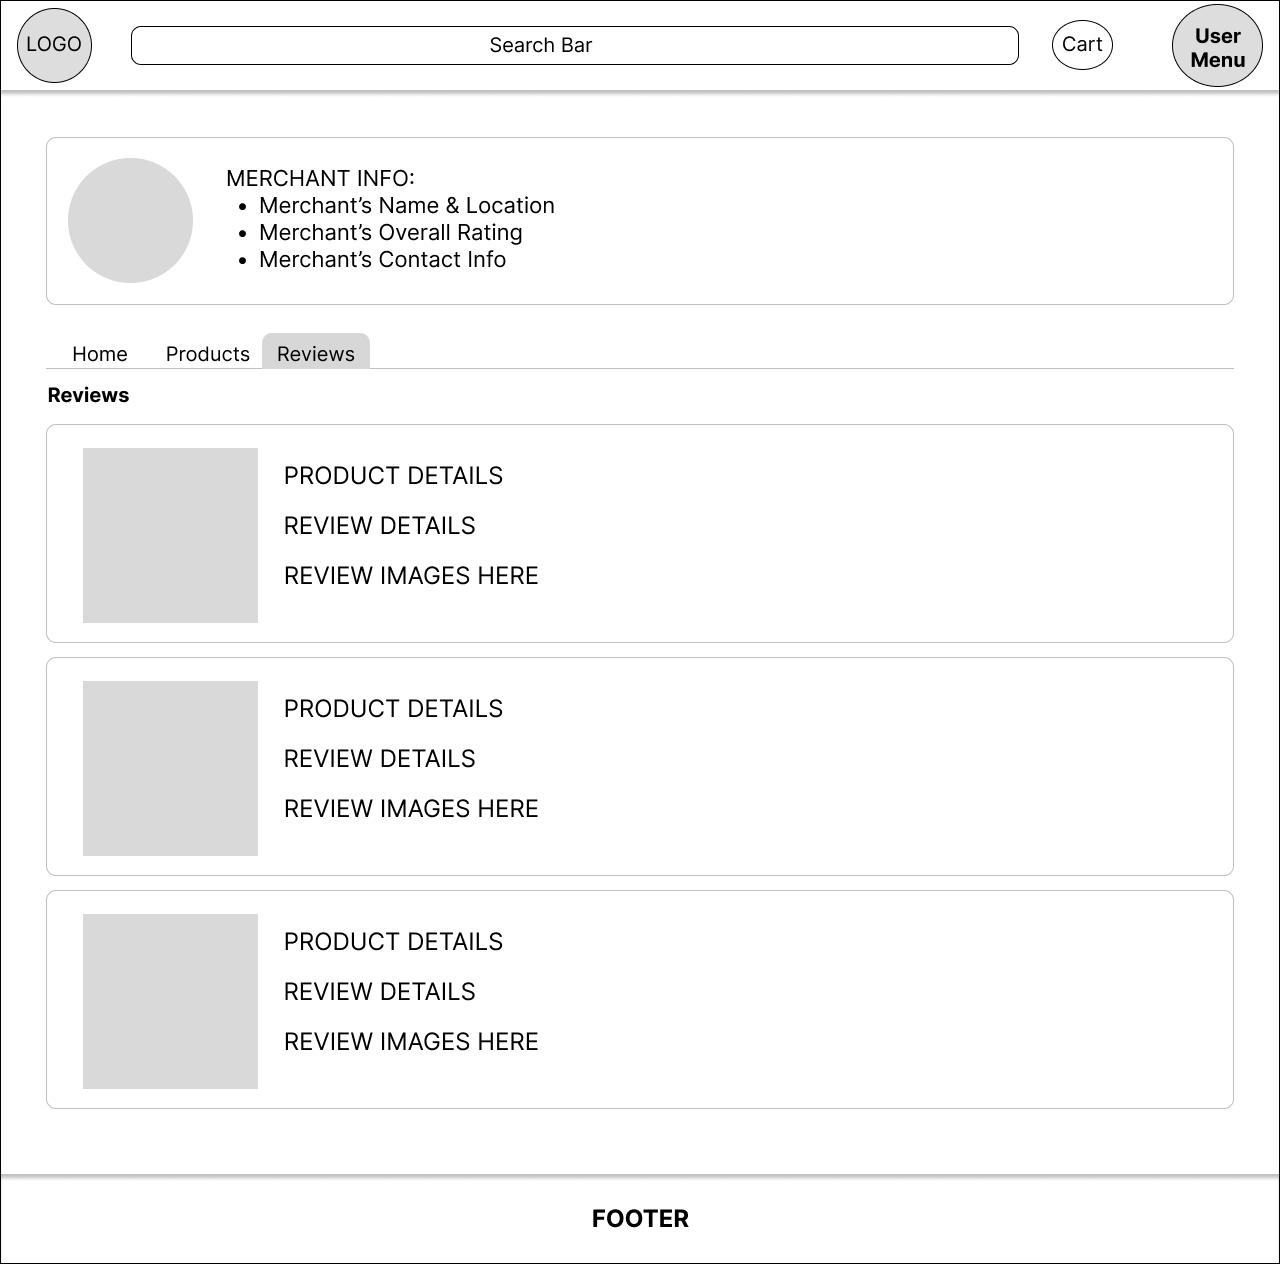 LOGO
Search Bar
Cart
User
Menu
MERCHANT INFO:
• Merchant’s Name & Location
• Merchant’s Overall Rating
• Merchant’s Contact Info
Home
Products
Reviews
Reviews
PRODUCT DETAILS
REVIEW DETAILS
REVIEW IMAGES HERE
PRODUCT DETAILS
REVIEW DETAILS
REVIEW IMAGES HERE
PRODUCT DETAILS
REVIEW DETAILS
REVIEW IMAGES HERE
FOOTER